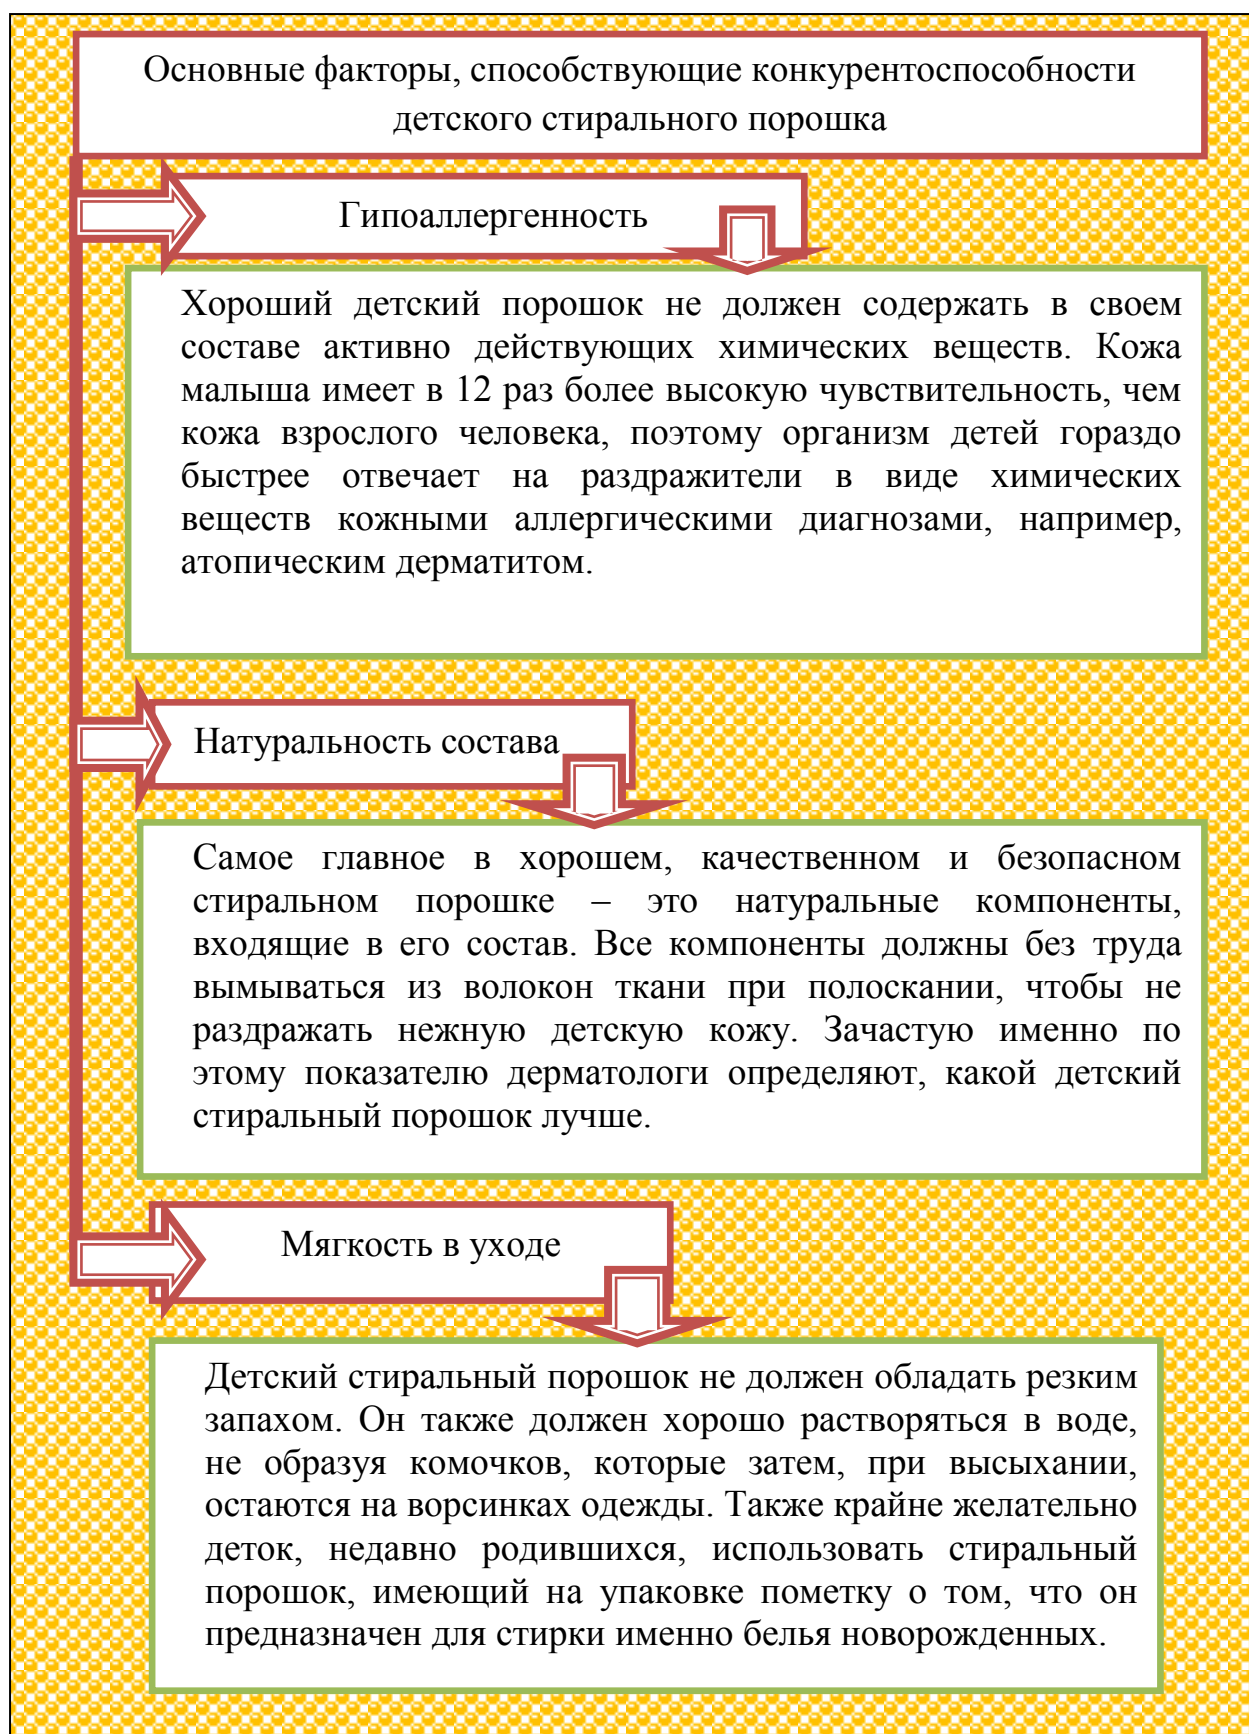 Основные факторы, способствующие конкурентоспособности
детского стирального порошка
Гипоаллергенность
Хороший детский порошок не должен содержать в своем
составе активно действующих химических веществ. Кожа
малыша имеет в 12 раз более высокую чувствительность, чем
кожа взрослого человека, поэтому организм детей гораздо
быстрее отвечает на раздражители в виде химических
веществ кожными аллергическими диагнозами, например,
атопическим дерматитом.
Натуральность состава
Самое главное в хорошем, качественном и безопасном
стиральном порошке – это натуральные компоненты,
входящие в его состав. Все компоненты должны без труда
вымываться из волокон ткани при полоскании, чтобы не
раздражать нежную детскую кожу. Зачастую именно по
этому показателю дерматологи определяют, какой детский
стиральный порошок лучше.
Мягкость в уходе
Детский стиральный порошок не должен обладать резким
запахом. Он также должен хорошо растворяться в воде,
не образуя комочков, которые затем, при высыхании,
остаются на ворсинках одежды. Также крайне желательно
деток, недавно родившихся, использовать стиральный
порошок, имеющий на упаковке пометку о том, что он
предназначен для стирки именно белья новорожденных.